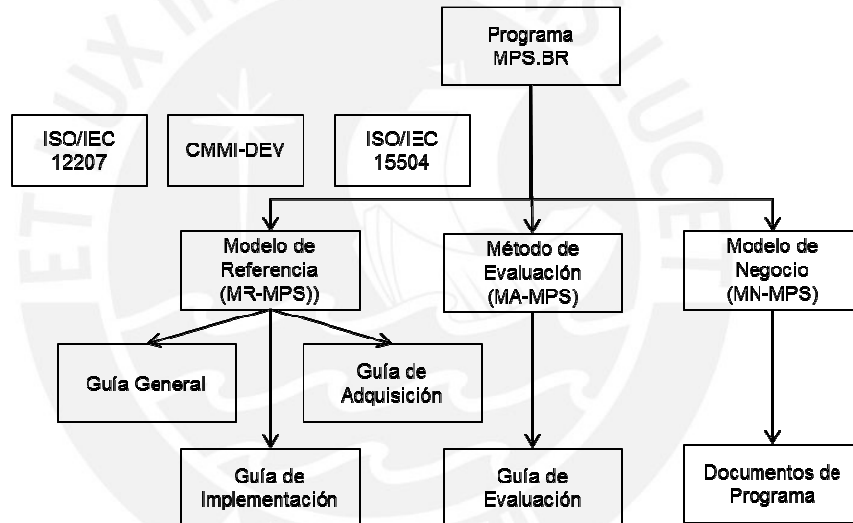 Programa
MPS.BR
ISO/IEC
12207
CMMI-DEV
ISO/IEC
15504
Modelo de
Referencia
(MR-MPS))
Método de
Evaluación
(MA-MPS)
Modelo de
Negocio
(MN-MPS)
Guía General
Guía de
Adquisición
Guía de
Implementación
Guía de
Evaluación
Documentos de
Programa